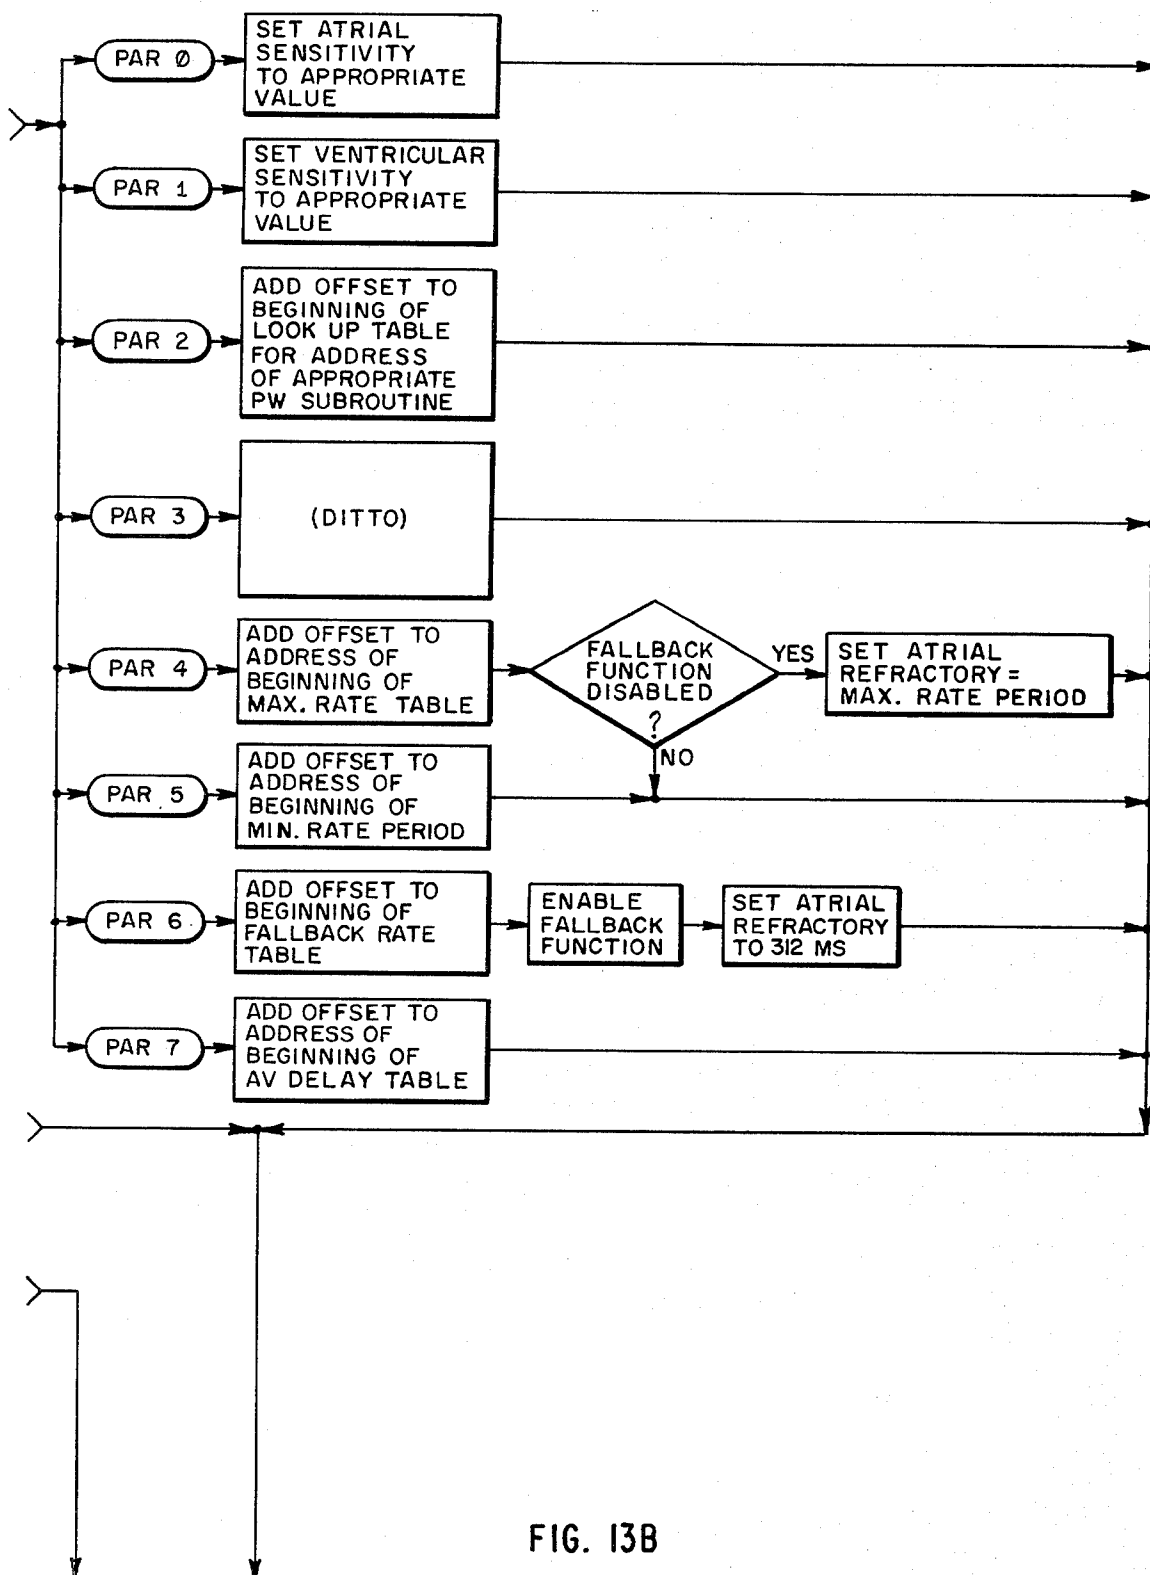 PAR Ø
SET ATRIAL
SENSITIVITY
TO APPROPRIATE
VALUE
PAR 1
SET VENTRICULAR
SENSITIVITY
TO APPROPRIATE
VALUE
PAR 2
ADD OFFSET TO
BEGINNING OF
LOOK UP TABLE
FOR ADDRESS
OF APPROPRIATE
PW SUBROUTINE
PAR 3
(DITTO)
PAR 4
ADD OFFSET TO
ADDRESS OF
BEGINNING OF
MAX. RATE TABLE
FALLBACK
FUNCTION
DISABLED
?
YES
NO
SET ATRIAL
REFRACTORY =
MAX. RATE PERIOD
PAR 5
ADD OFFSET TO
ADDRESS OF
BEGINNING OF
MIN. RATE PERIOD
PAR 6
ADD OFFSET TO
BEGINNING OF
FALLBACK RATE
TABLE
ENABLE
FALLBACK
FUNCTION
SET ATRIAL
REFRACTORY
TO 312 MS
PAR 7
ADD OFFSET TO
ADDRESS OF
BEGINNING OF
AV DELAY TABLE
FIG. 13B